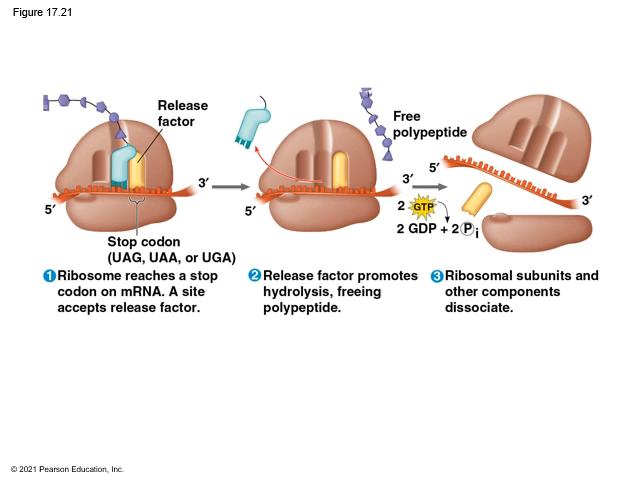 Figure 17.21
Release
factor
Free
polypeptide
5′
3′
5′
3′
5′
3′
2 GTP
2 GDP + 2 P i
Stop codon
(UAG, UAA, or UGA)
1 Ribosome reaches a stop
codon on mRNA. A site
accepts release factor.
2 Release factor promotes
hydrolysis, freeing
polypeptide.
3 Ribosomal subunits and
other components
dissociate.
© 2021 Pearson Education, Inc.